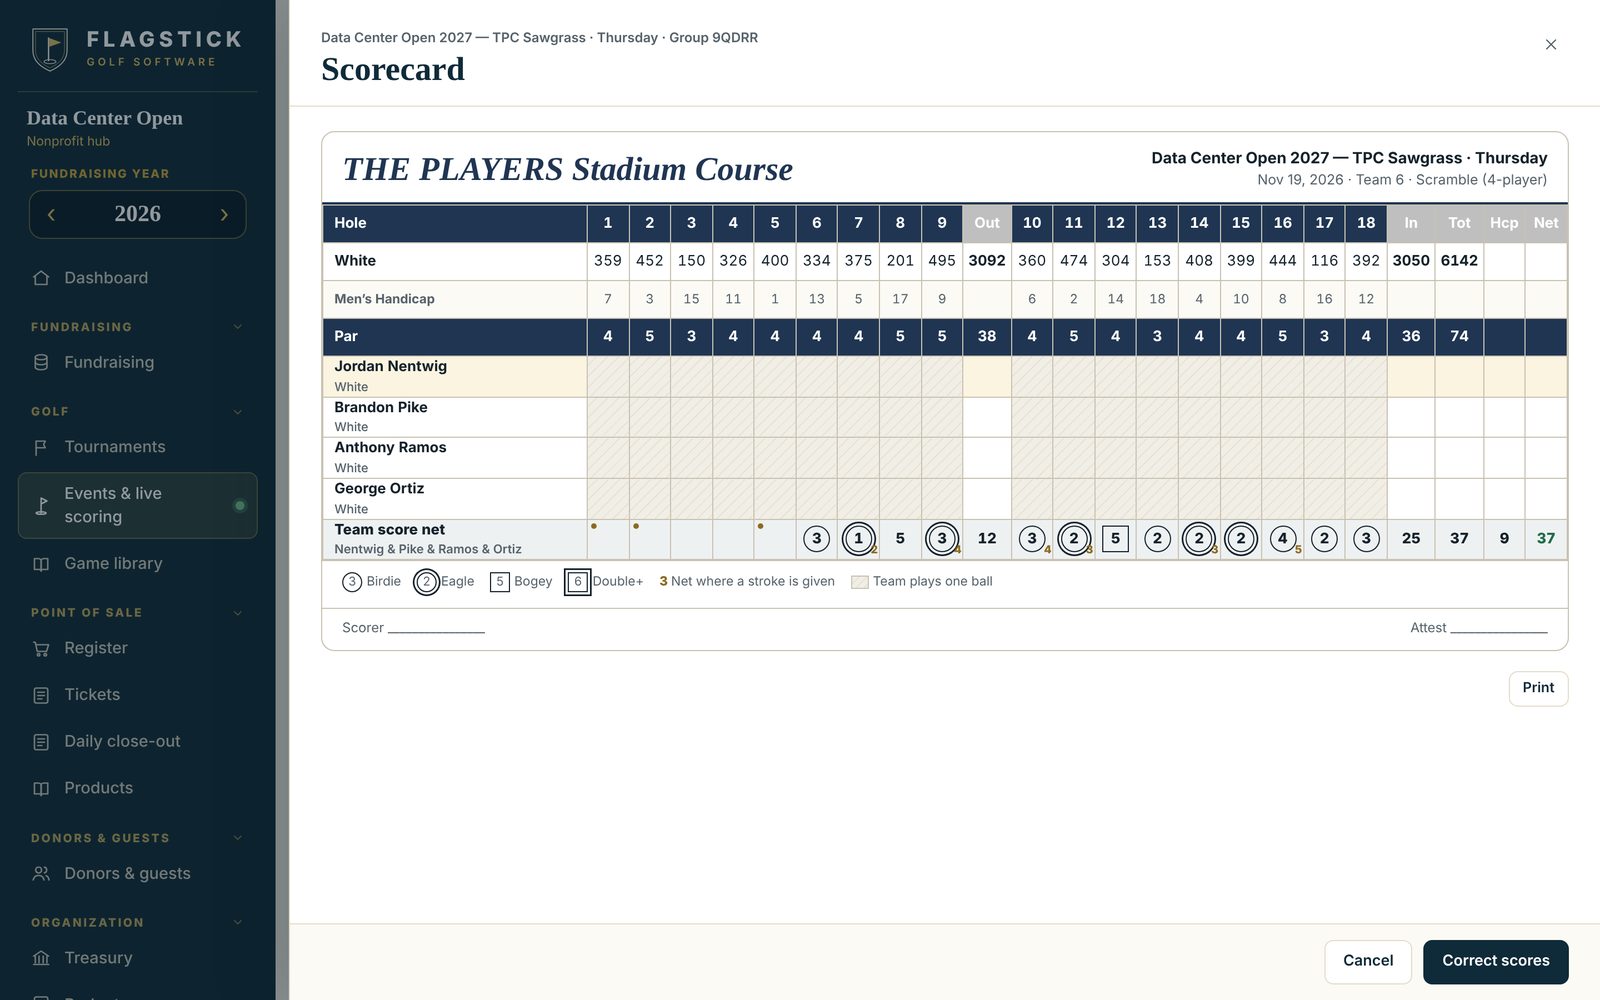 FLAGSTICK
GOLF SOFTWARE
Data Center Open
Nonprofit hub
FUNDRAISING YEAR
2026
Dashboard
FUNDRAISING
Fundraising
GOLF
Tournaments
Events & live
scoring
Game library
POINT OF SALE
Register
Tickets
Daily close-out
Products
DONORS & GUESTS
Donors & guests
ORGANIZATION
Treasury
Data Center Open 2027 — TPC Sawgrass · Thursday · Group 9QDRR
Scorecard
THE PLAYERS Stadium Course
Data Center Open 2027 — TPC Sawgrass · Thursday
Nov 19, 2026 · Team 6 · Scramble (4-player)
Hole 1 2 3 4 5 6 7 8 9 Out 10 11 12 13 14 15 16 17 18 In Tot Hcp Net
White 359 452 150 326 400 334 375 201 495 3092 360 474 304 153 408 399 444 116 392 3050 6142
Men’s Handicap 7 3 15 11 1 13 5 17 9 6 2 14 18 4 10 8 16 12
Par 4 5 3 4 4 4 4 5 5 38 4 5 4 3 4 4 5 3 4 36 74
Jordan Nentwig
White
Brandon Pike
White
Anthony Ramos
White
George Ortiz
White
Team score net 3 1 2 5 3 4 12 3 4 2 3 5 2 2 3 2 4 5 2 3 25 37 9 37
Nentwig & Pike & Ramos & Ortiz
3 Birdie 2 Eagle 5 Bogey 6 Double+ 3 Net where a stroke is given Team plays one ball
Scorer ______________ Attest ______________
Print
Cancel Correct scores